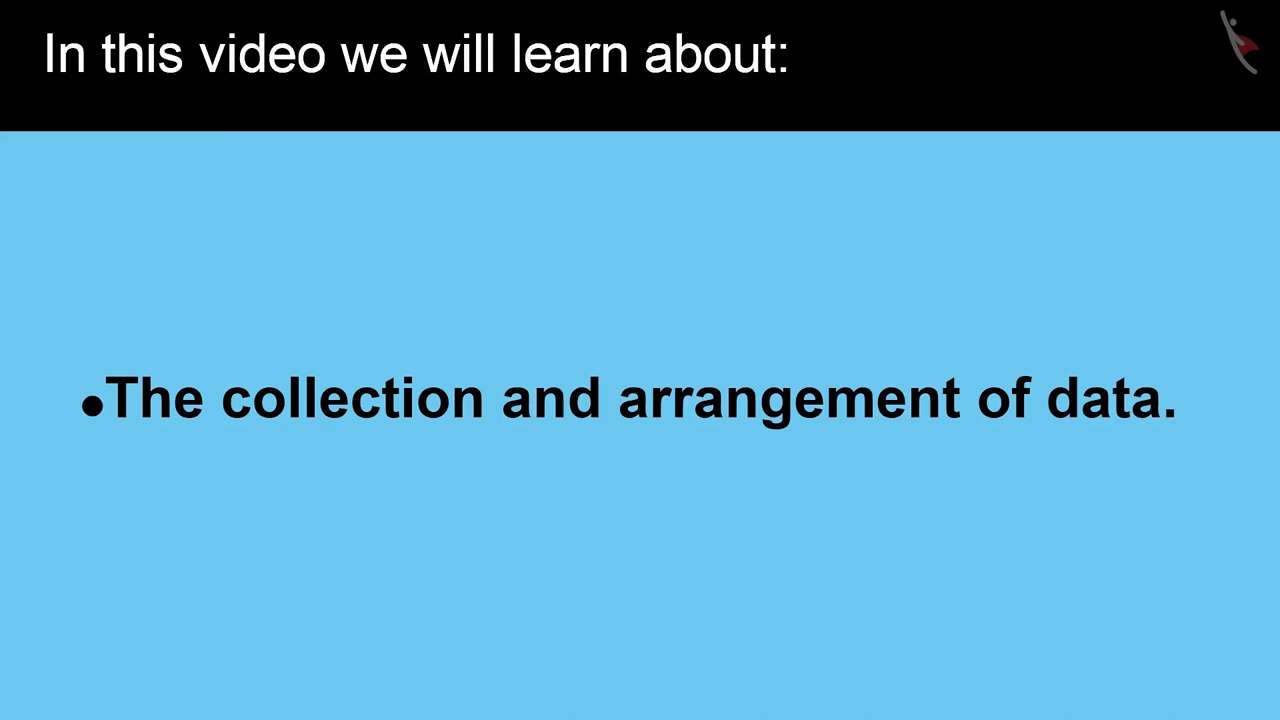 In this video we will learn about:
●The collection and arrangement of data.